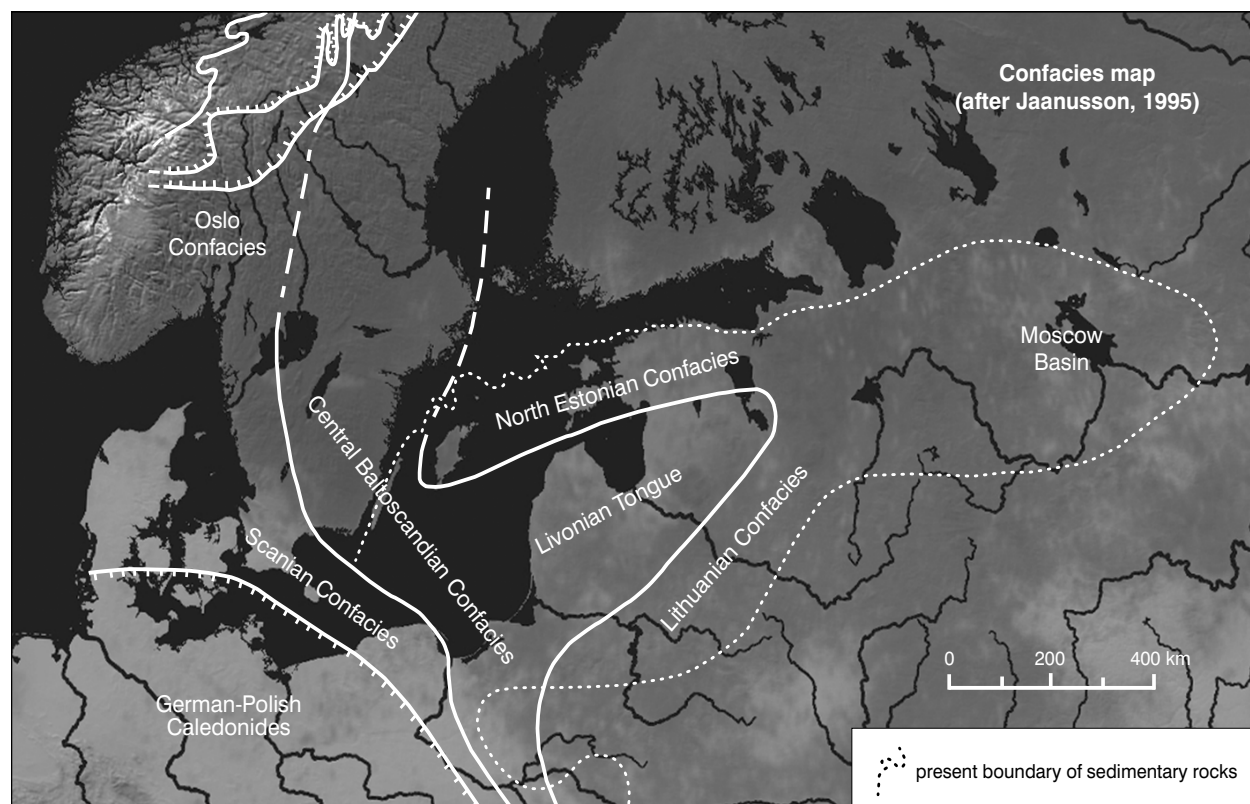 Confacies map
(after Jaanusson, 1995)
Oslo
Confacies
Moscow
Basin
North Estonian Confacies
Central Baltoscandian Confacies
Livonian Tongue
Lithuanian Confacies
Scanian Confacies
German-Polish
Caledonides
0 200 400 km
present boundary of sedimentary rocks